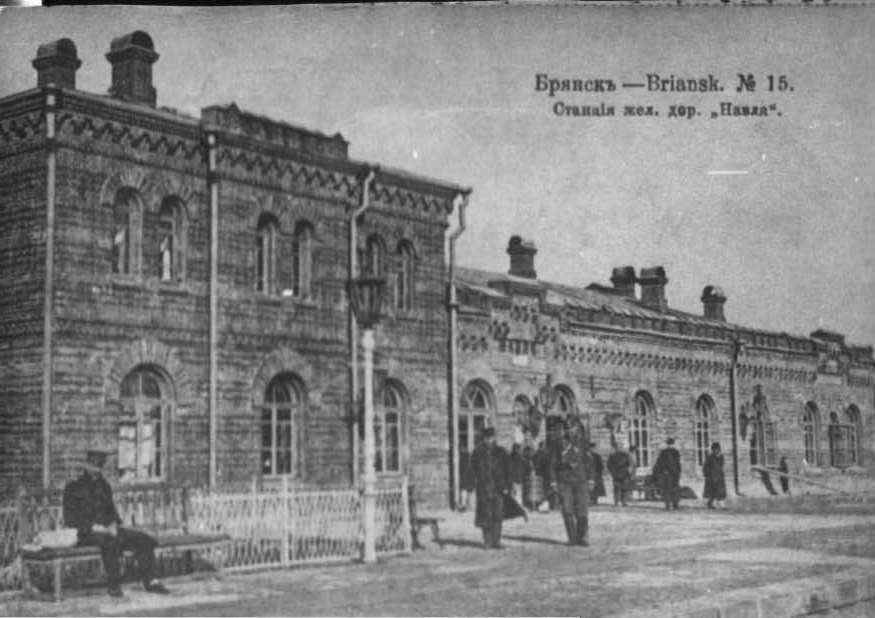 Брянскъ — Briansk. № 15.
Станція жел. дор. „Навля“.